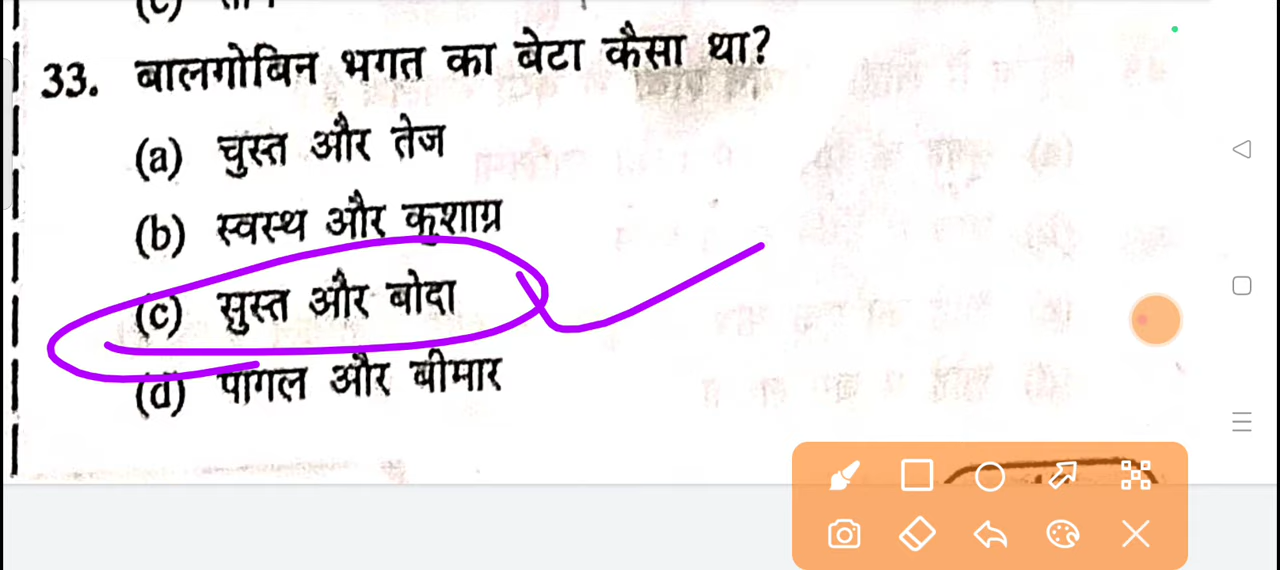 33. बालगोबिन भगत का बेटा कैसा था?
(a) चुस्त और तेज
(b) स्वस्थ और कुशाग्र
(c) सुस्त और बोदा
(d) पागल और बीमार